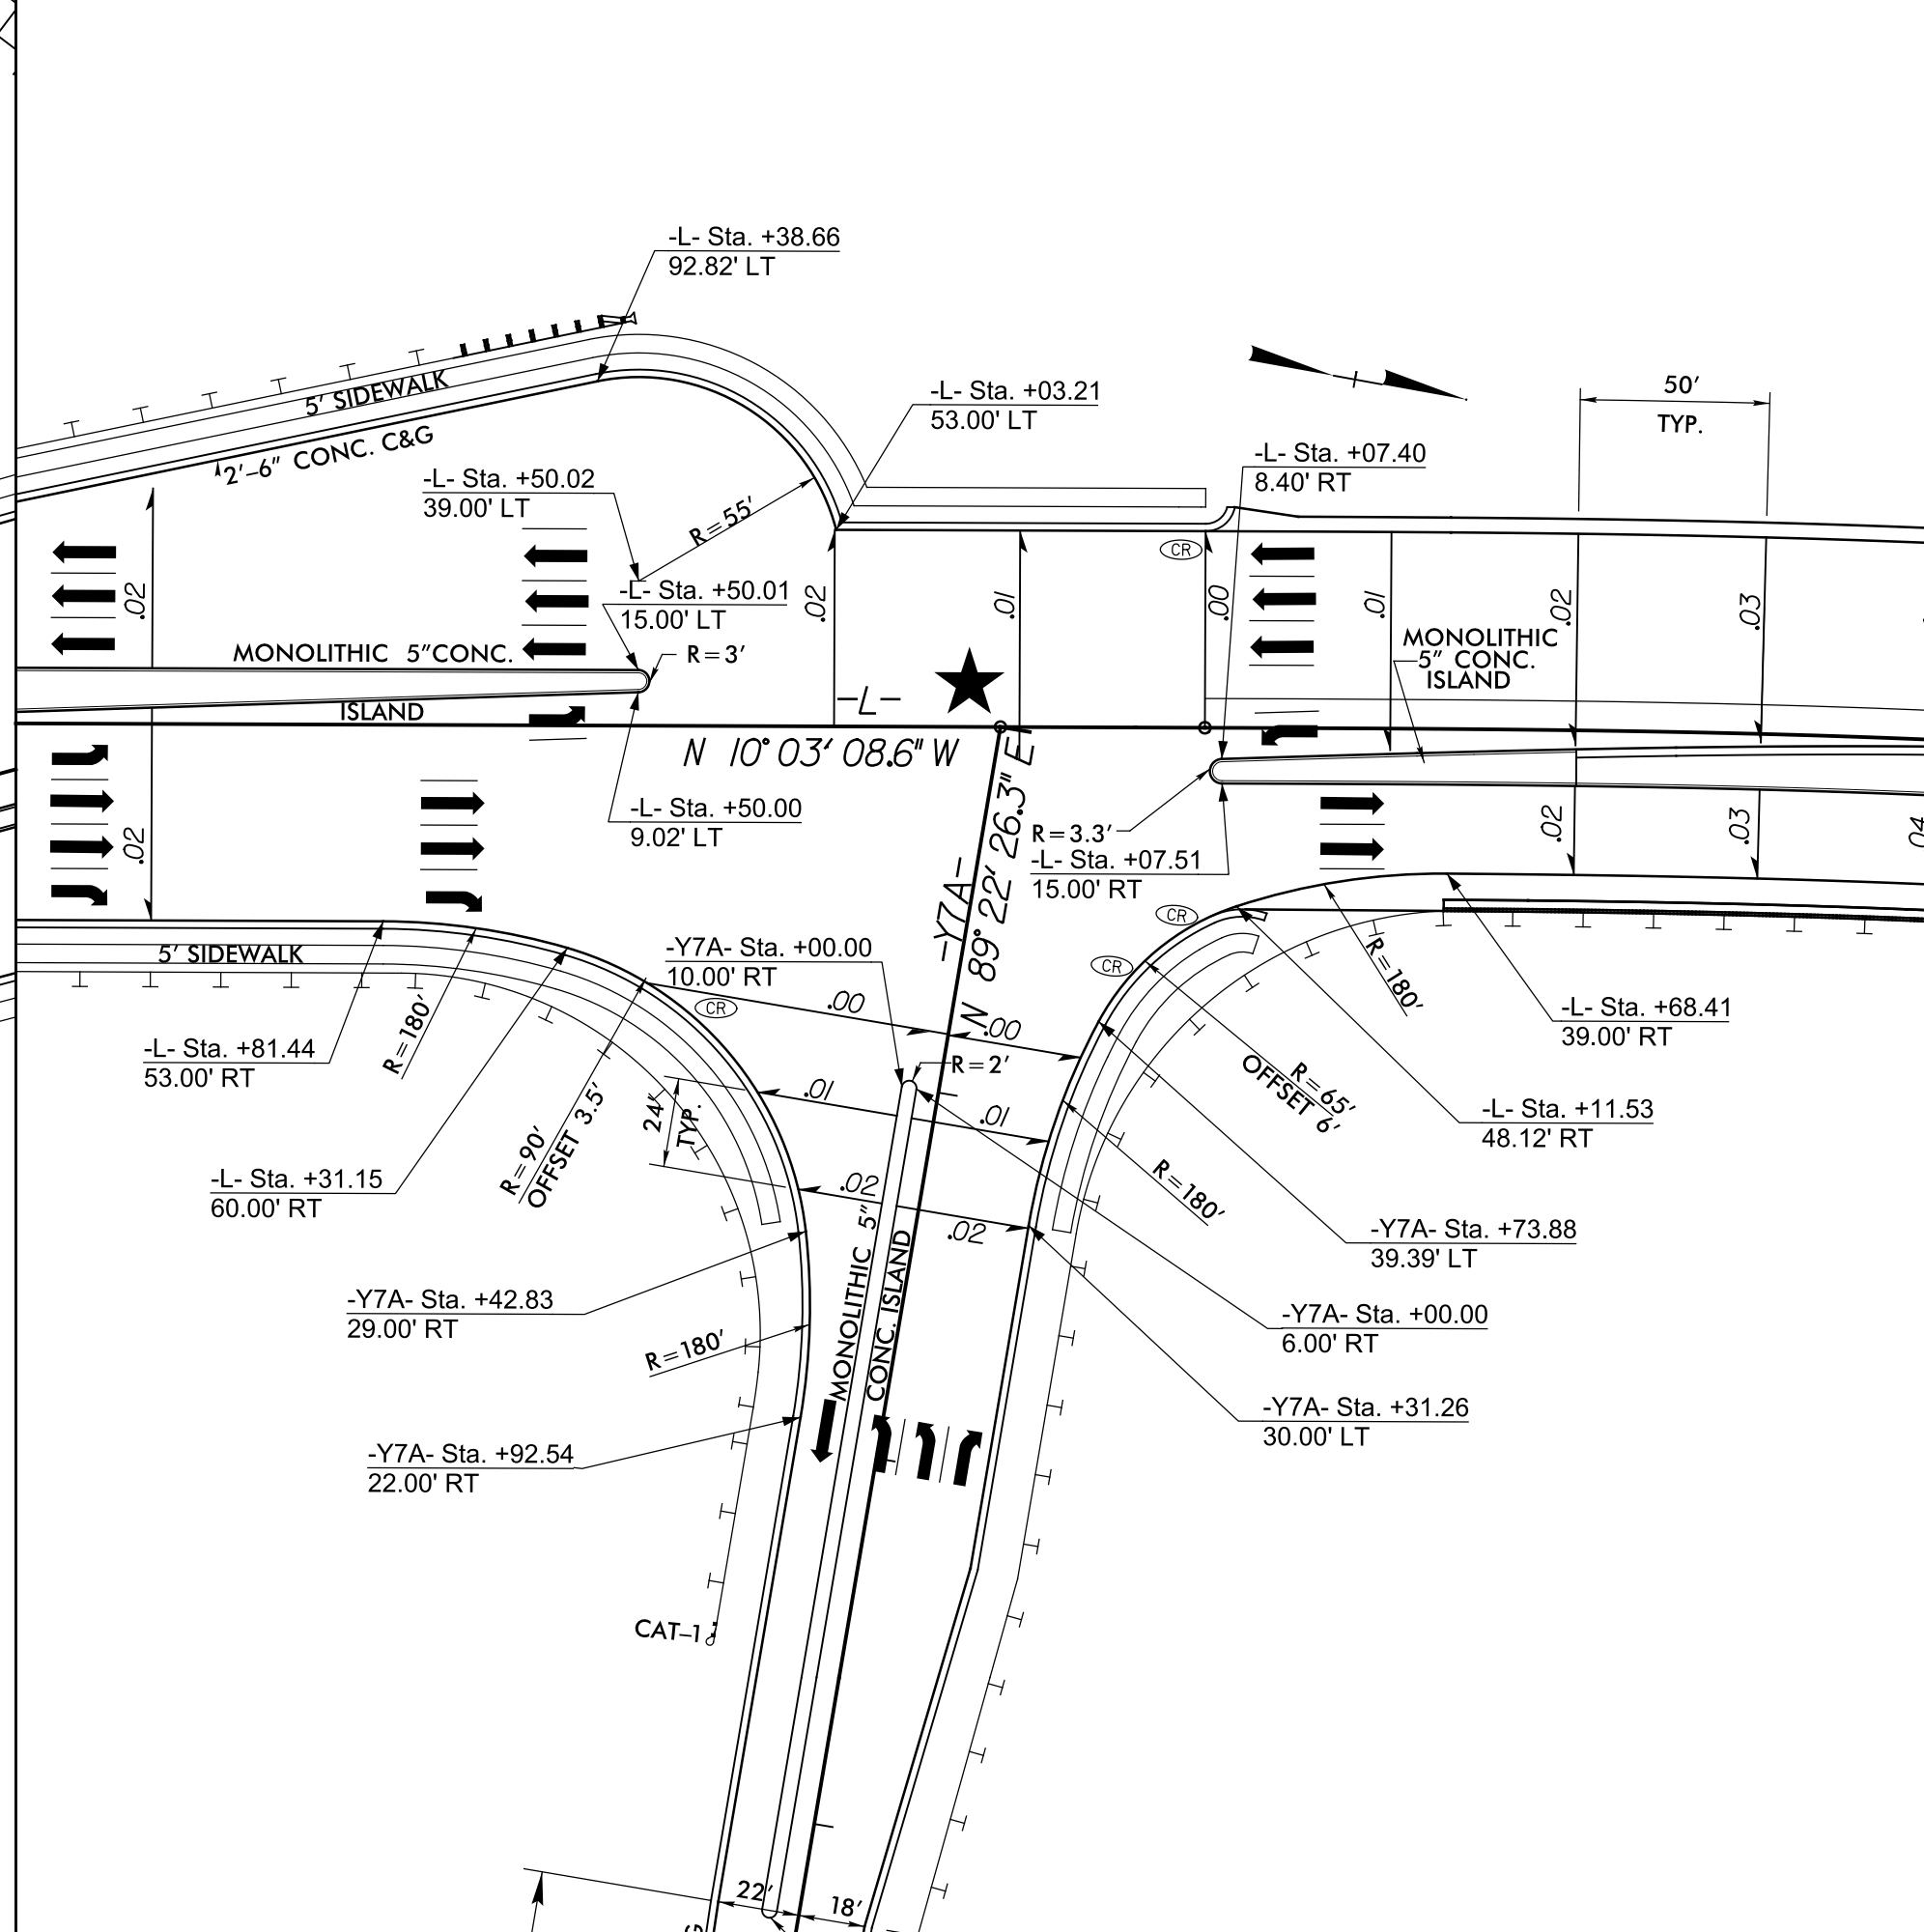 -L- Sta. +38.66
92.82' LT
-L- Sta. +03.21
53.00' LT
50'
TYP.
5' SIDEWALK
2'-6" CONC. C&G
-L- Sta. +50.02
39.00' LT
R=55'
-L- Sta. +07.40
8.40' RT
CR
.02
.02
.01
.00
.01
.02
.03
-L- Sta. +50.01
15.00' LT
R=3'
MONOLITHIC 5" CONC.
ISLAND
MONOLITHIC
5" CONC.
ISLAND
-L-
N 10° 03' 08.6" W
-L- Sta. +50.00
9.02' LT
R=3.3'
-L- Sta. +07.51
15.00' RT
.02
.02
.03
.04
-Y7A-
N 89° 22' 26.3" E
5' SIDEWALK
-Y7A- Sta. +00.00
10.00' RT
CR
CR
CR
.00
.00
R=180'
R=180'
-L- Sta. +68.41
39.00' RT
-L- Sta. +81.44
53.00' RT
R=2'
R=65'
OFFSET 6'
.01
.01
24'
TYP.
-L- Sta. +11.53
48.12' RT
R=90'
OFFSET 3.5'
-L- Sta. +31.15
60.00' RT
.02
.02
R=180'
-Y7A- Sta. +73.88
39.39' LT
MONOLITHIC 5"
CONC. ISLAND
-Y7A- Sta. +42.83
29.00' RT
-Y7A- Sta. +00.00
6.00' RT
R=180'
-Y7A- Sta. +31.26
30.00' LT
-Y7A- Sta. +92.54
22.00' RT
CAT-1
22'
18'